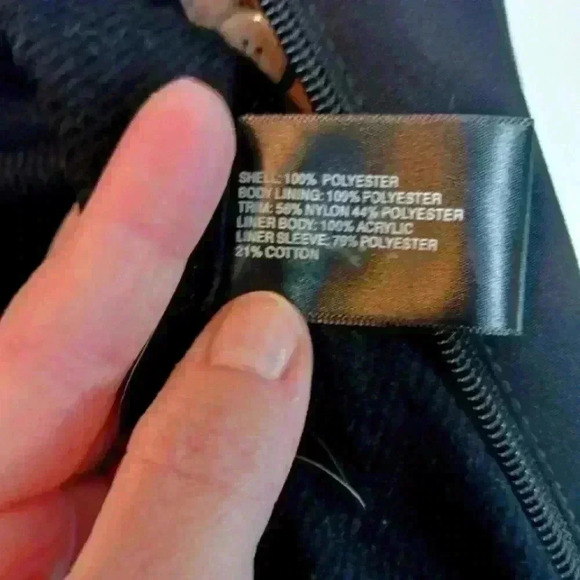 SHELL: 100% POLYESTER
BODY LINING: 100% POLYESTER
TRIM: 56% NYLON 44% POLYESTER
LINER BODY: 100% ACRYLIC
LINER SLEEVE: 79% POLYESTER
21% COTTON